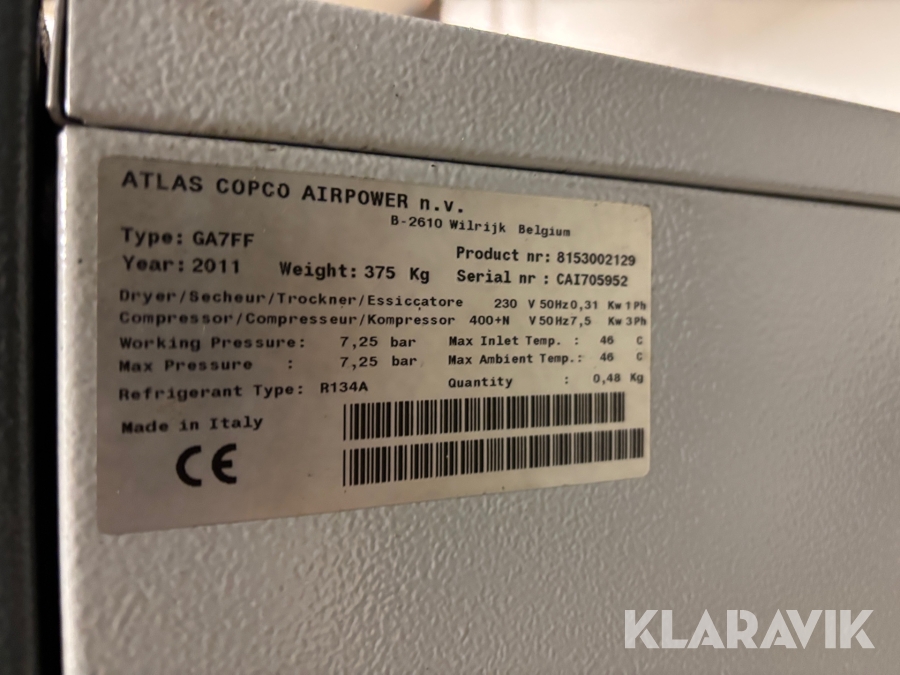 ATLAS COPCO AIRPOWER n.v.
B-2610 Wilrijk Belgium
Type: GA7FF
Product nr: 8153002129
Year: 2011 Weight: 375 Kg Serial nr : CAI705952
Dryer/Secheur/Trockner/Essiccatore 230 V 50Hz 0,31 Kw 1Ph
Compressor/Compresseur/Kompressor 400+N V 50Hz 7,5 Kw 3Ph
Working Pressure: 7,25 bar Max Inlet Temp. : 46 C
Max Pressure : 7,25 bar Max Ambient Temp.: 46 C
Refrigerant Type: R134A Quantity : 0,48 Kg
Made in Italy
CE
KLARAVIK